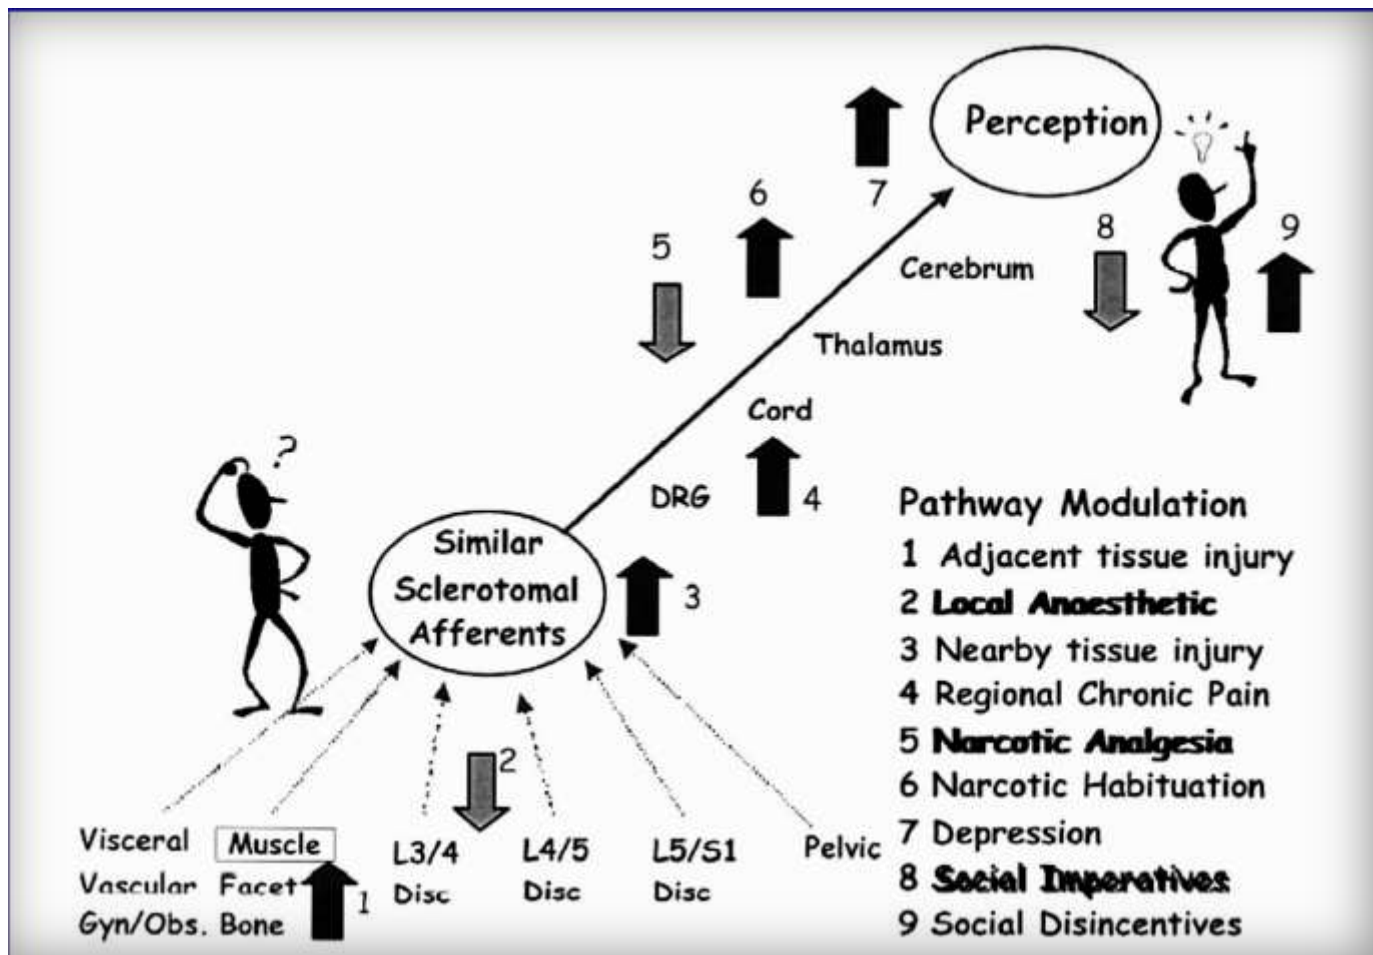 Perception
7
6
5
8
9
Cerebrum
Thalamus
Cord
DRG
4
?
Similar
Sclerotomal
Afferents
3
2
Visceral
Vascular
Gyn/Obs.
Muscle
Facet
Bone
1
L3/4
Disc
L4/5
Disc
L5/S1
Disc
Pelvic
Pathway Modulation
1 Adjacent tissue injury
2 Local Anaesthetic
3 Nearby tissue injury
4 Regional Chronic Pain
5 Narcotic Analgesia
6 Narcotic Habituation
7 Depression
8 Social Imperatives
9 Social Disincentives